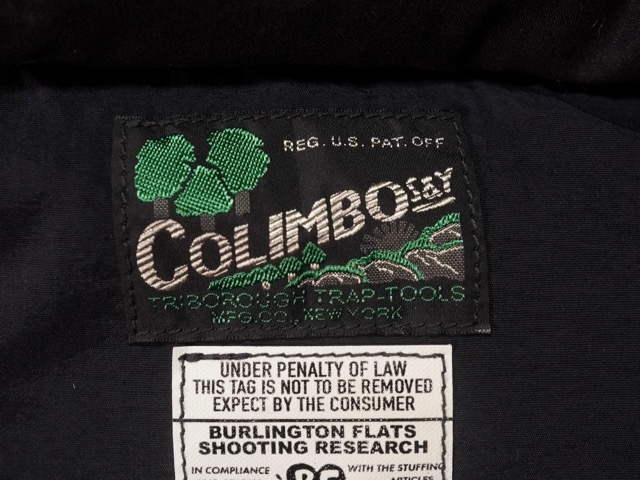 REG. U.S. PAT. OFF
COLIMBO S&Y
TRIBOROUGH TRAP-TOOLS
MFG.CO., NEW YORK
UNDER PENALTY OF LAW
THIS TAG IS NOT TO BE REMOVED
EXPECT BY THE CONSUMER
BURLINGTON FLATS
SHOOTING RESEARCH
IN COMPLIANCE
WITH THE STUFFING